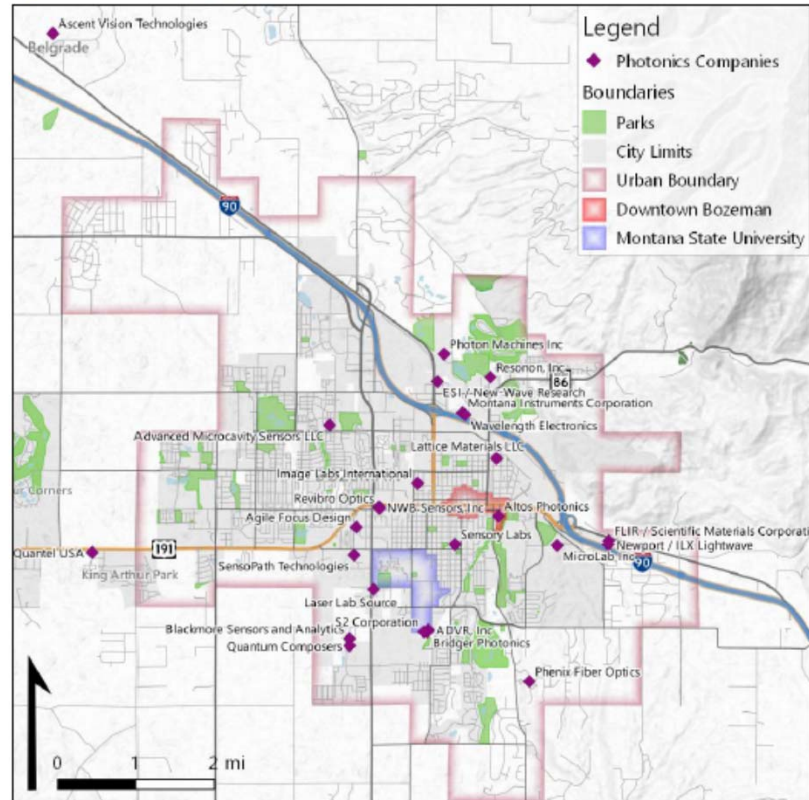 Ascent Vision Technologies
Belgrade
Legend
Photonics Companies
Boundaries
Parks
City Limits
Urban Boundary
Downtown Bozeman
Montana State University
90
Photon Machines Inc
Resonon, Inc
86
ESI / New Wave Research
Montana Instruments Corporation
Wavelength Electronics
Advanced Microcavity Sensors LLC
Lattice Materials LLC
Image Labs International
Corners
Revibro Optics
NWB Sensors, Inc
Altos Photonics
Agile Focus Design
Sensory Labs
FLIR / Scientific Materials Corporati
Newport / ILX Lightwave
Quantel USA
191
MicroLab, Inc
90
SensoPath Technologies
King Arthur Park
Laser Lab Source
S2 Corporation
Blackmore Sensors and Analytics
ADVR, Inc
Quantum Composers
Bridger Photonics
Phenix Fiber Optics
0 1 2 mi